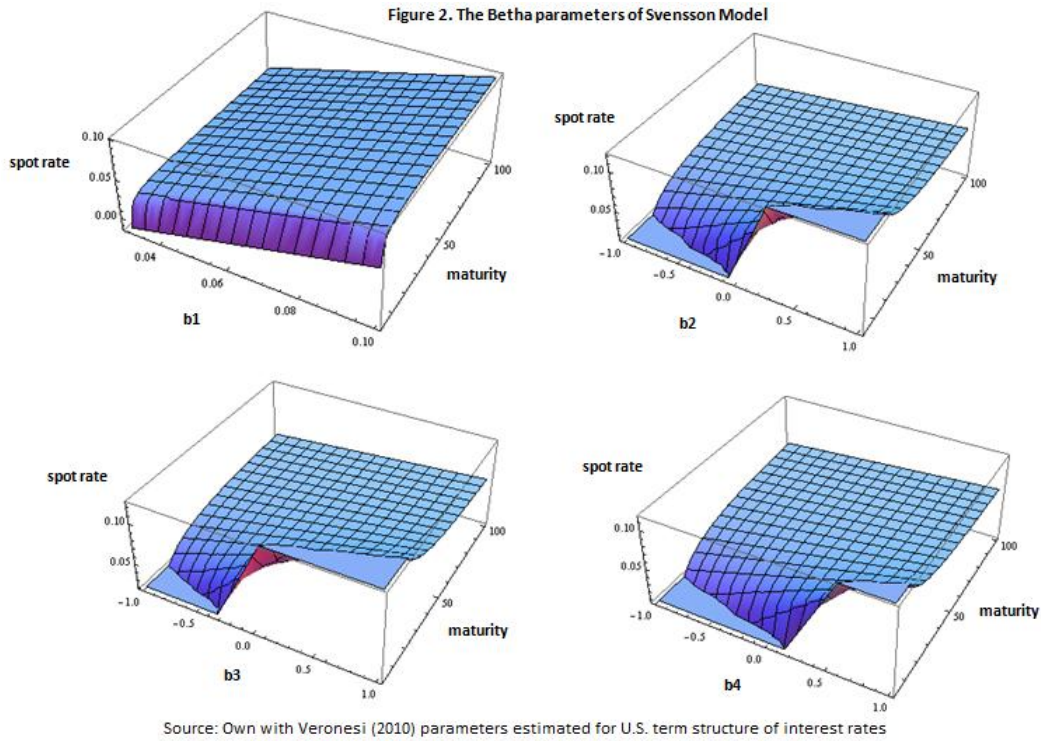 Figure 2. The Betha parameters of Svensson Model
spot rate
0.10
0.05
0.00
0.04
0.06
0.08
0.10
b1
50
100
maturity
spot rate
0.10
0.05
-1.0
-0.5
0.0
0.5
1.0
b2
50
100
maturity
spot rate
0.10
0.05
-1.0
-0.5
0.0
0.5
1.0
b3
50
100
maturity
spot rate
0.10
0.05
-1.0
-0.5
0.0
0.5
1.0
b4
50
100
maturity
Source: Own with Veronesi (2010) parameters estimated for U.S. term structure of interest rates